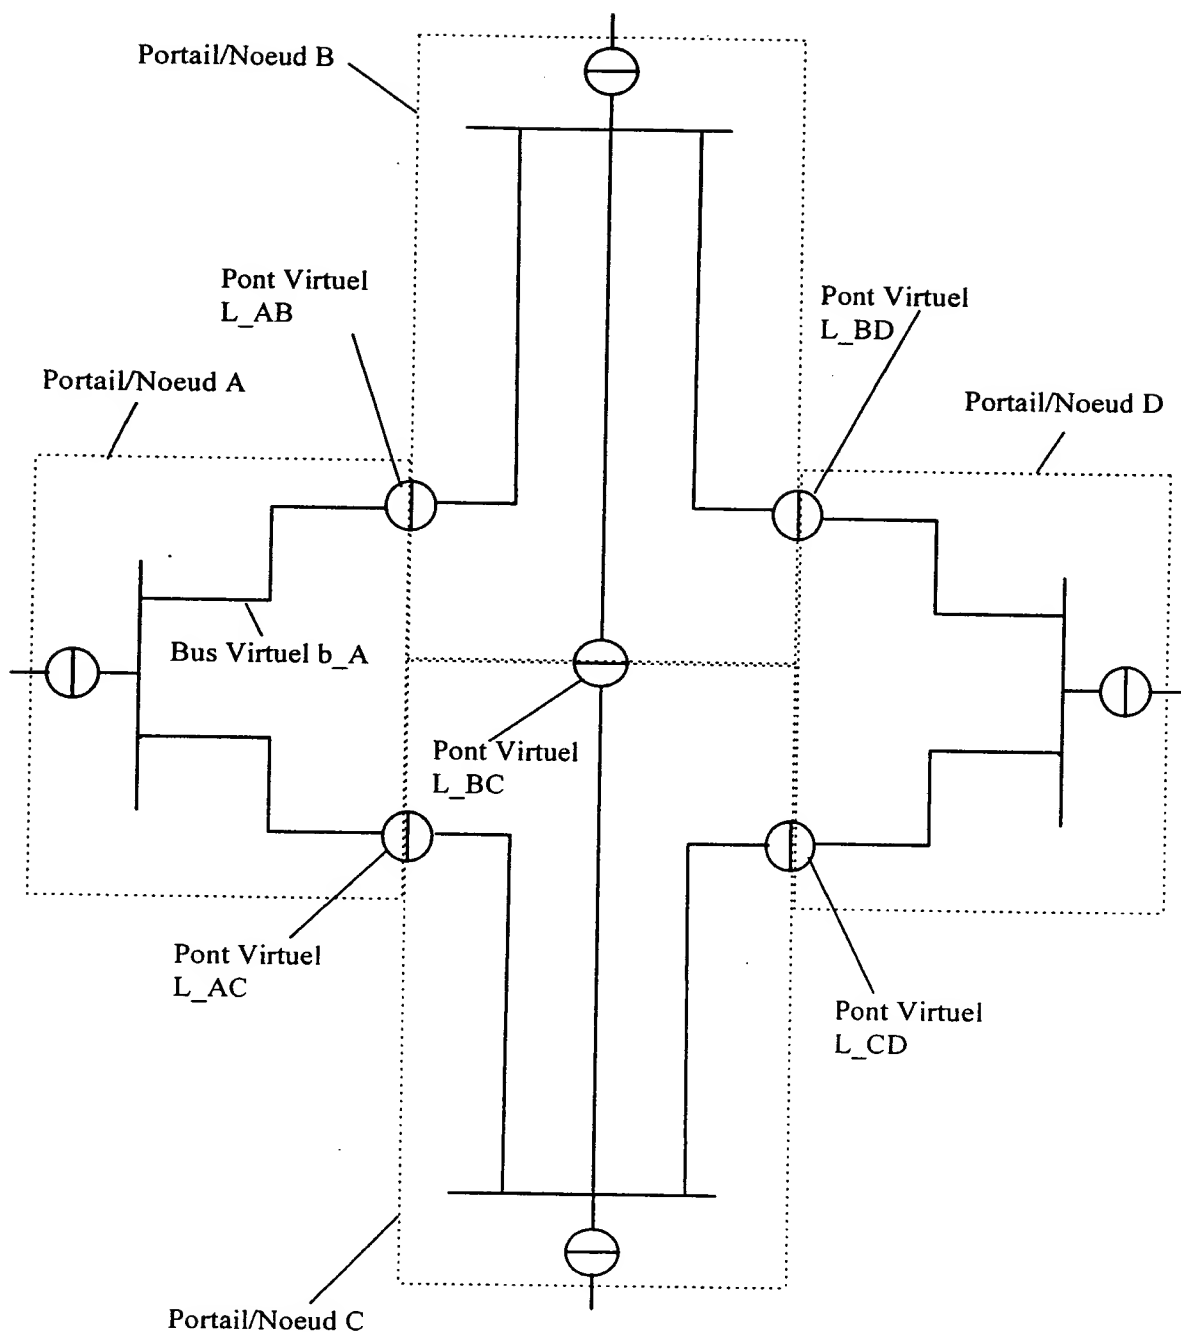 Portail/Noeud B
Pont Virtuel
L_AB
Pont Virtuel
L_BD
Portail/Noeud A
Portail/Noeud D
Bus Virtuel b_A
Pont Virtuel
L_BC
Pont Virtuel
L_AC
Pont Virtuel
L_CD
Portail/Noeud C